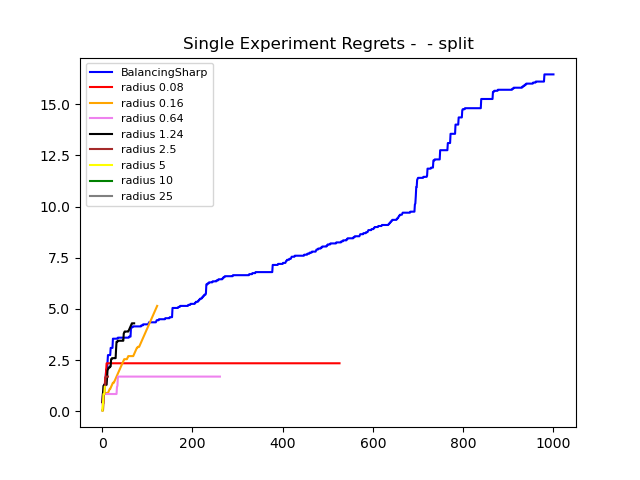 Single Experiment Regrets -  - split
BalancingSharp
radius 0.08
radius 0.16
radius 0.64
radius 1.24
radius 2.5
radius 5
radius 10
radius 25
15.0
12.5
10.0
7.5
5.0
2.5
0.0
0 200 400 600 800 1000